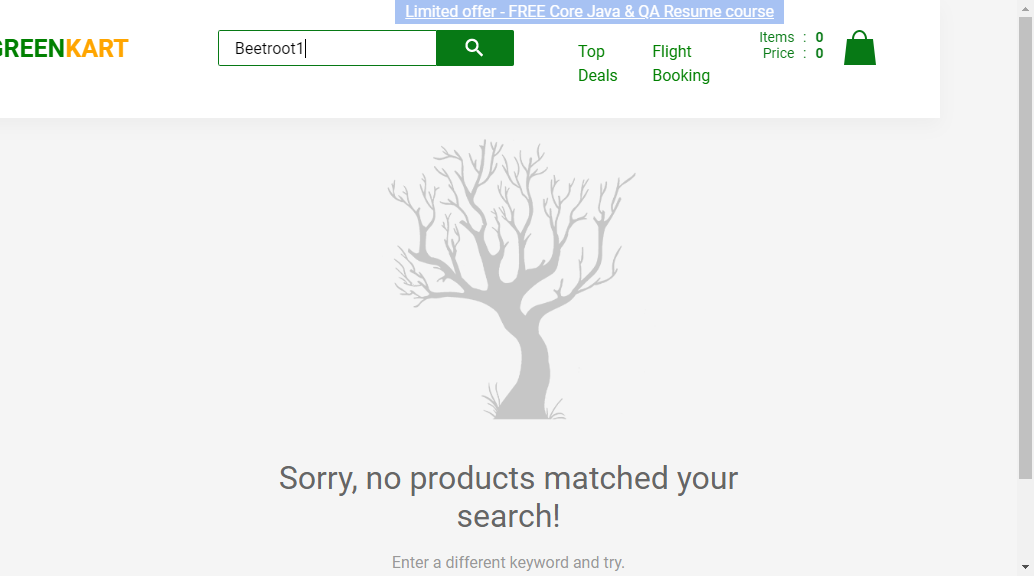 Limited offer - FREE Core Java & QA Resume course
GREENKART
Beetroot1
Top Deals
Flight Booking
Items : 0
Price : 0
Sorry, no products matched your
search!
Enter a different keyword and try.